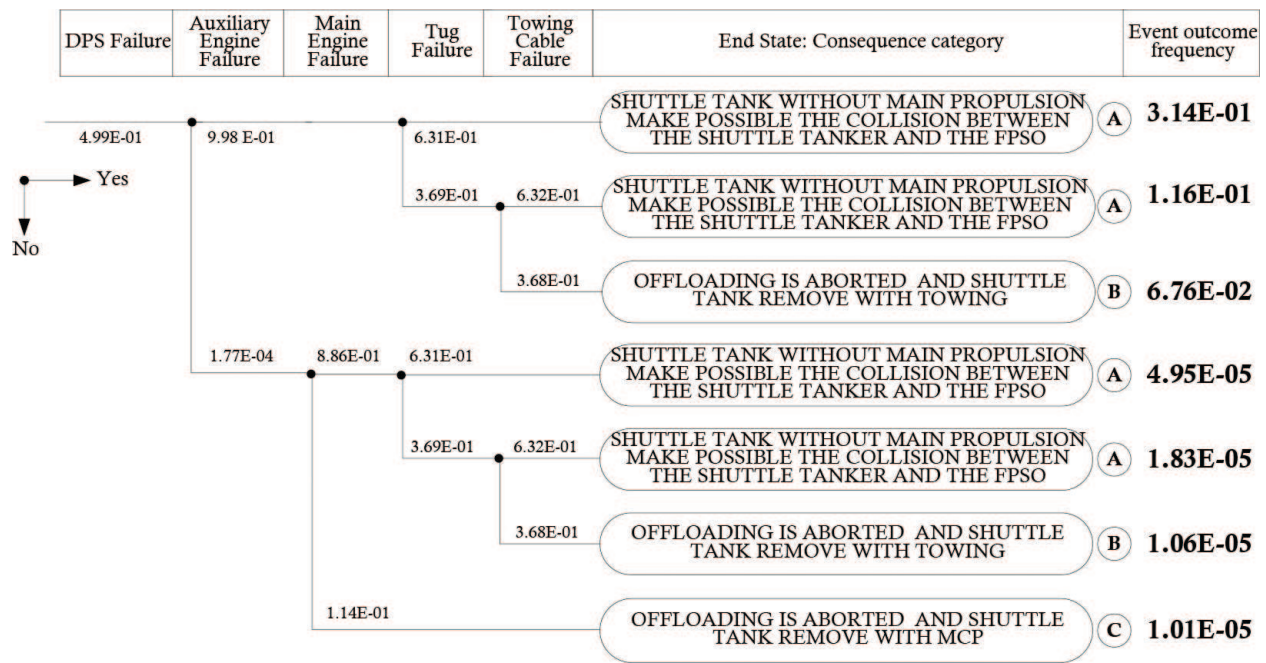 DPS Failure
Auxiliary
Engine
Failure
Main
Engine
Failure
Tug
Failure
Towing
Cable
Failure
End State: Consequence category
Event outcome
frequency
4.99E-01
9.98 E-01
6.31E-01
SHUTTLE TANK WITHOUT MAIN PROPULSION
MAKE POSSIBLE THE COLLISION BETWEEN
THE SHUTTLE TANKER AND THE FPSO
A
3.14E-01
Yes
No
3.69E-01
6.32E-01
SHUTTLE TANK WITHOUT MAIN PROPULSION
MAKE POSSIBLE THE COLLISION BETWEEN
THE SHUTTLE TANKER AND THE FPSO
A
1.16E-01
3.68E-01
OFFLOADING IS ABORTED AND SHUTTLE
TANK REMOVE WITH TOWING
B
6.76E-02
1.77E-04
8.86E-01
6.31E-01
SHUTTLE TANK WITHOUT MAIN PROPULSION
MAKE POSSIBLE THE COLLISION BETWEEN
THE SHUTTLE TANKER AND THE FPSO
A
4.95E-05
3.69E-01
6.32E-01
SHUTTLE TANK WITHOUT MAIN PROPULSION
MAKE POSSIBLE THE COLLISION BETWEEN
THE SHUTTLE TANKER AND THE FPSO
A
1.83E-05
3.68E-01
OFFLOADING IS ABORTED AND SHUTTLE
TANK REMOVE WITH TOWING
B
1.06E-05
1.14E-01
OFFLOADING IS ABORTED AND SHUTTLE
TANK REMOVE WITH MCP
C
1.01E-05